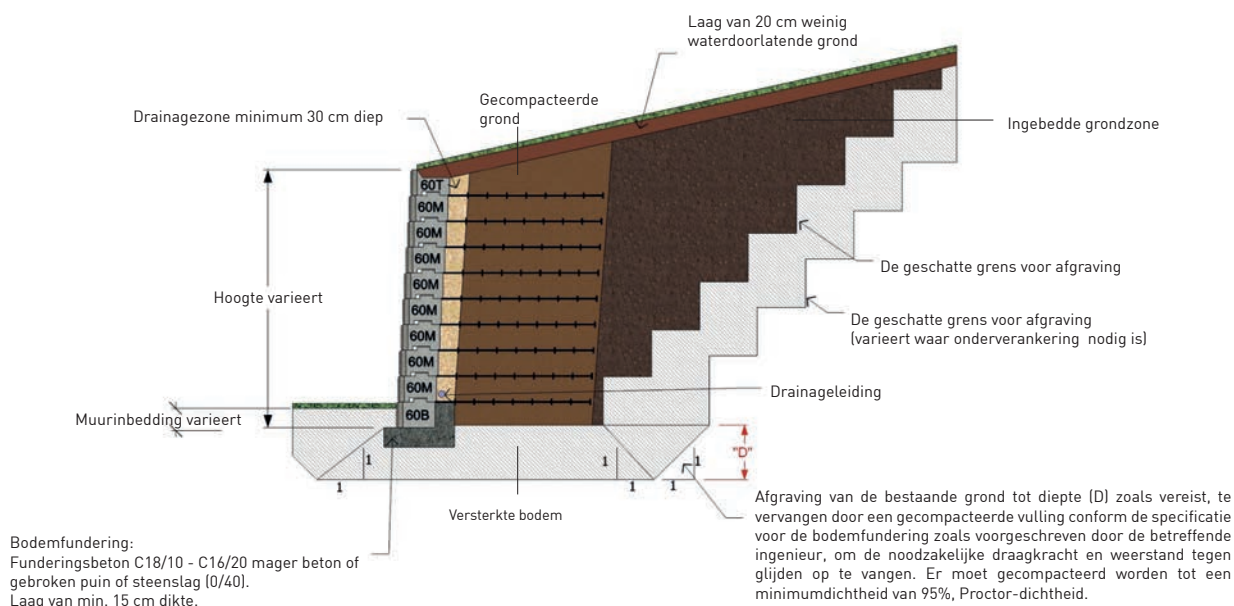 Laag van 20 cm weinig
waterdoorlatende grond
Gecompacteerde
grond
Drainagezone minimum 30 cm diep
Ingebedde grondzone
60T
60M
60M
60M
60M
60M
60M
60M
60M
60B
Hoogte varieert
De geschatte grens voor afgraving
De geschatte grens voor afgraving
(varieert waar onderverankering nodig is)
Drainageleiding
Muurinbedding varieert
"D"
1
1
1
1
1
1
Versterkte bodem
Afgraving van de bestaande grond tot diepte (D) zoals vereist, te
vervangen door een gecompacteerde vulling conform de specificatie
voor de bodemfundering zoals voorgeschreven door de betreffende
ingenieur, om de noodzakelijke draagkracht en weerstand tegen
glijden op te vangen. Er moet gecompacteerd worden tot een
minimumdichtheid van 95%, Proctor-dichtheid.
Bodemfundering:
Funderingsbeton C18/10 - C16/20 mager beton of
gebroken puin of steenslag (0/40).
Laag van min. 15 cm dikte.